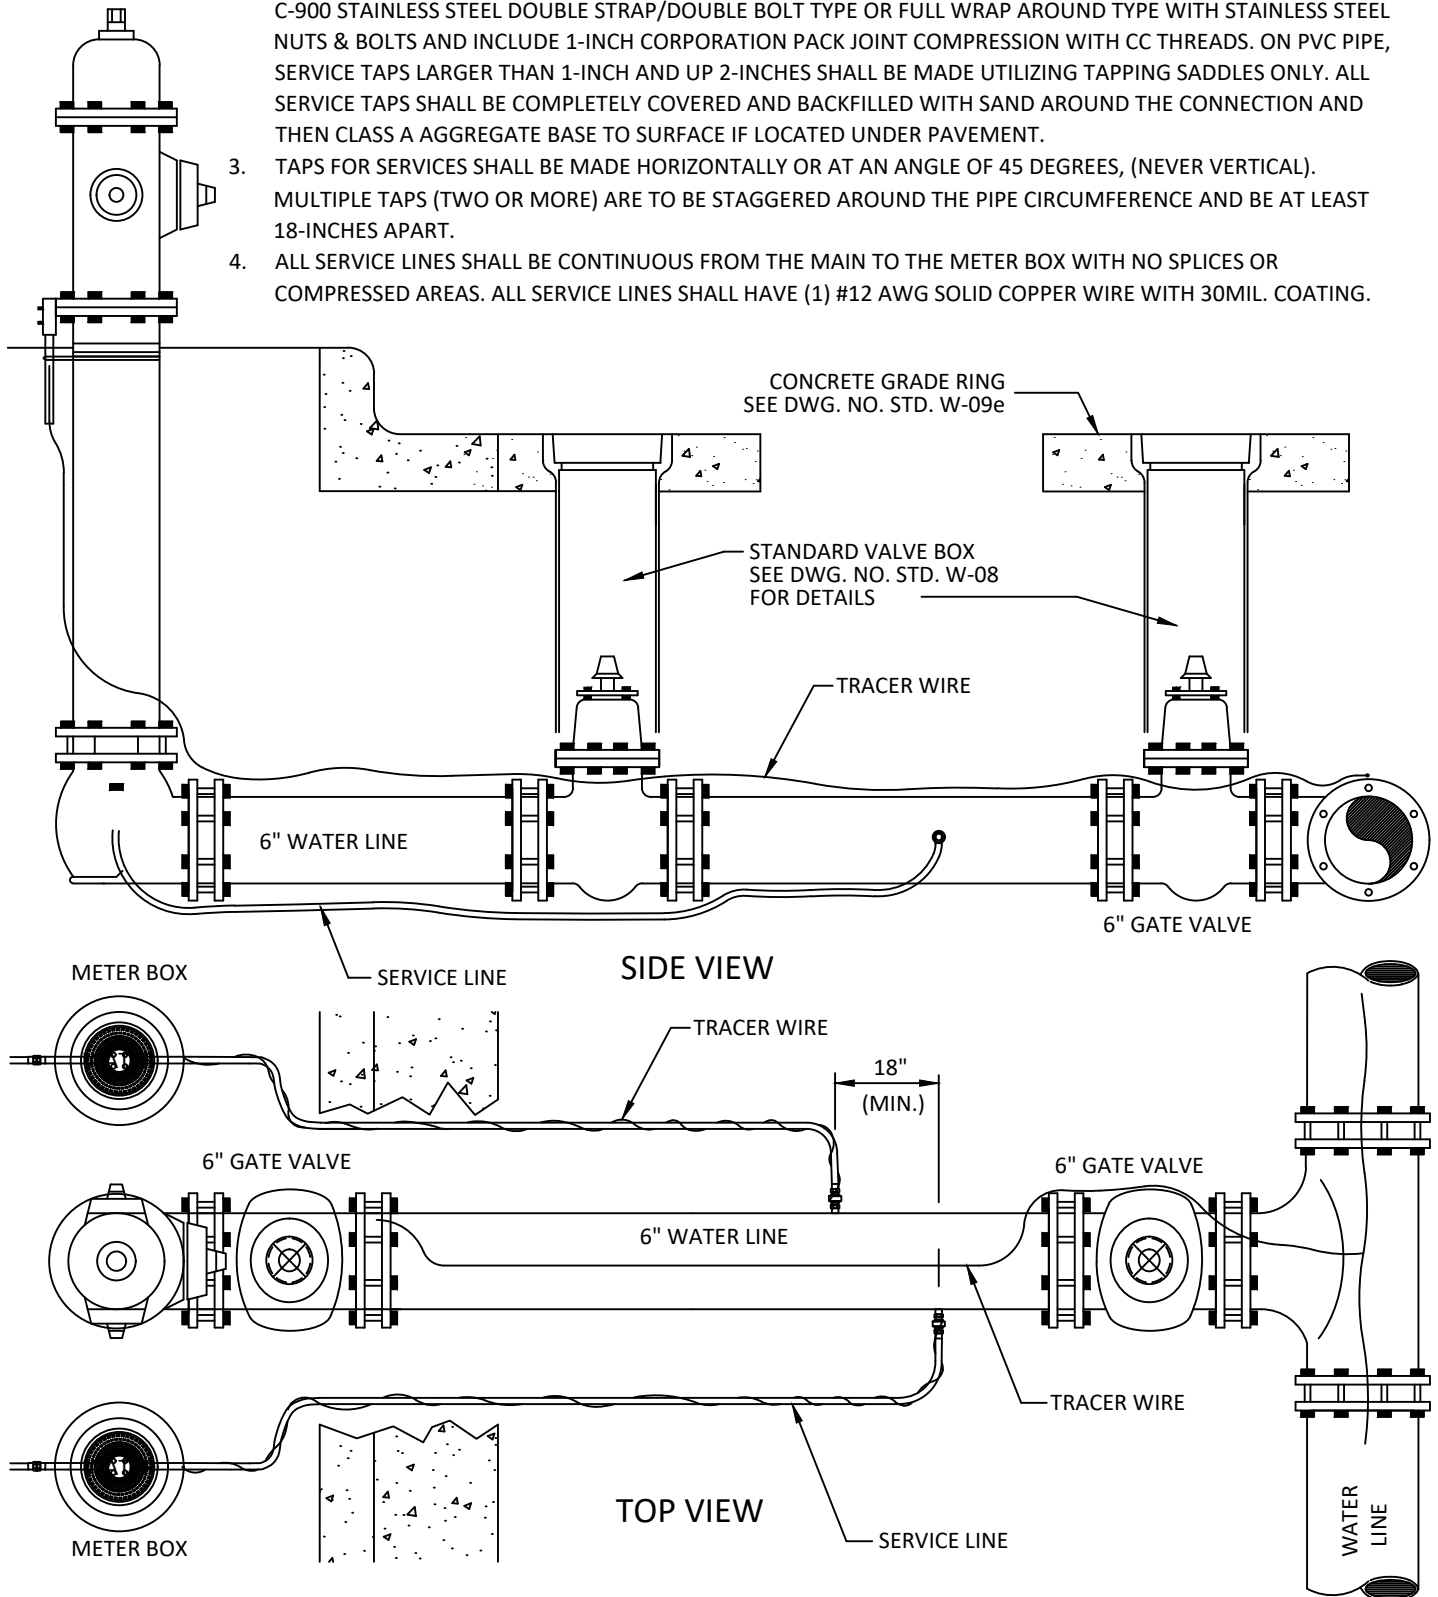 C-900 STAINLESS STEEL DOUBLE STRAP/DOUBLE BOLT TYPE OR FULL WRAP AROUND TYPE WITH STAINLESS STEEL
NUTS & BOLTS AND INCLUDE 1-INCH CORPORATION PACK JOINT COMPRESSION WITH CC THREADS. ON PVC PIPE,
SERVICE TAPS LARGER THAN 1-INCH AND UP 2-INCHES SHALL BE MADE UTILIZING TAPPING SADDLES ONLY. ALL
SERVICE TAPS SHALL BE COMPLETELY COVERED AND BACKFILLED WITH SAND AROUND THE CONNECTION AND
THEN CLASS A AGGREGATE BASE TO SURFACE IF LOCATED UNDER PAVEMENT.
3. TAPS FOR SERVICES SHALL BE MADE HORIZONTALLY OR AT AN ANGLE OF 45 DEGREES, (NEVER VERTICAL).
MULTIPLE TAPS (TWO OR MORE) ARE TO BE STAGGERED AROUND THE PIPE CIRCUMFERENCE AND BE AT LEAST
18-INCHES APART.
4. ALL SERVICE LINES SHALL BE CONTINUOUS FROM THE MAIN TO THE METER BOX WITH NO SPLICES OR
COMPRESSED AREAS. ALL SERVICE LINES SHALL HAVE (1) #12 AWG SOLID COPPER WIRE WITH 30MIL. COATING.
CONCRETE GRADE RING
SEE DWG. NO. STD. W-09e
STANDARD VALVE BOX
SEE DWG. NO. STD. W-08
FOR DETAILS
TRACER WIRE
6" WATER LINE
6" GATE VALVE
SERVICE LINE
SIDE VIEW
METER BOX
TRACER WIRE
18"
(MIN.)
6" GATE VALVE
6" GATE VALVE
6" WATER LINE
TRACER WIRE
TOP VIEW
SERVICE LINE
METER BOX
WATER
LINE